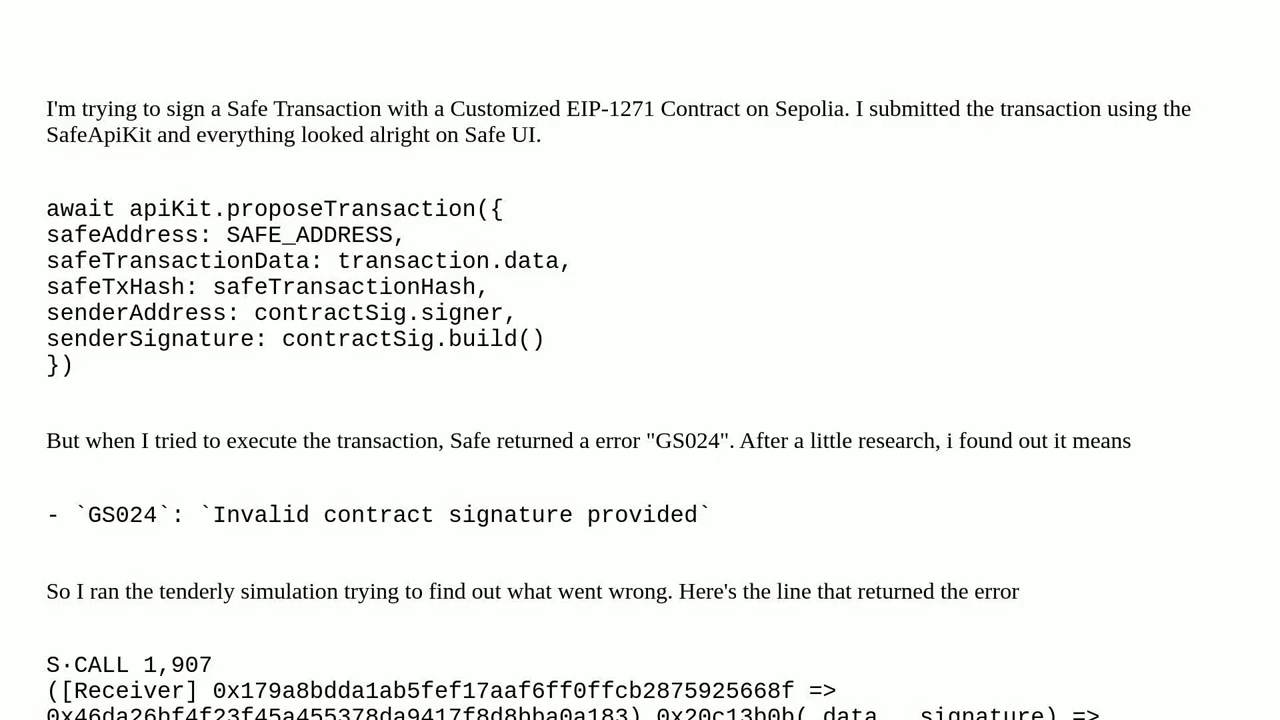 I'm trying to sign a Safe Transaction with a Customized EIP-1271 Contract on Sepolia. I submitted the transaction using the
SafeApiKit and everything looked alright on Safe UI.
await apiKit.proposeTransaction({
safeAddress: SAFE_ADDRESS,
safeTransactionData: transaction.data,
safeTxHash: safeTransactionHash,
senderAddress: contractSig.signer,
senderSignature: contractSig.build()
})
But when I tried to execute the transaction, Safe returned a error "GS024". After a little research, i found out it means
- `GS024`: `Invalid contract signature provided`
So I ran the tenderly simulation trying to find out what went wrong. Here's the line that returned the error
S·CALL 1,907
([Receiver] 0x179a8bdda1ab5fef17aaf6ff0ffcb2875925668f =>
0x46da26bf4f23f45a455378da9417f8d8bba0a183).0x20c13b0b(_data, _signature) =>